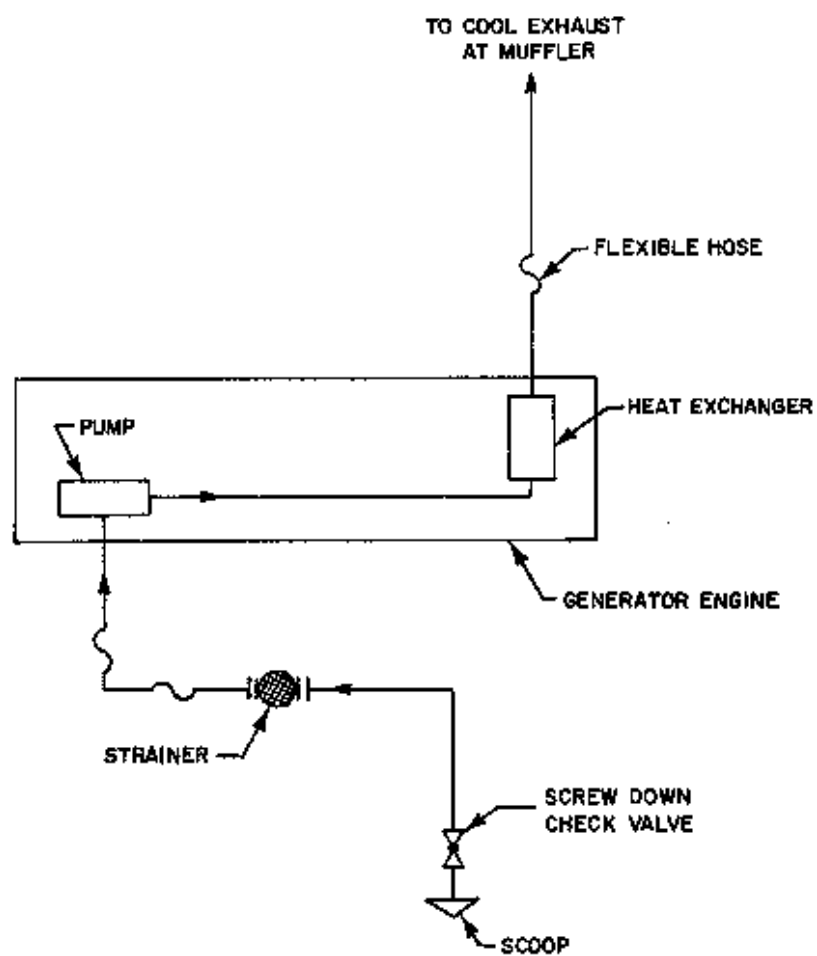 TO COOL EXHAUST
AT MUFFLER
FLEXIBLE HOSE
HEAT EXCHANGER
PUMP
GENERATOR ENGINE
STRAINER
SCREW DOWN
CHECK VALVE
SCOOP